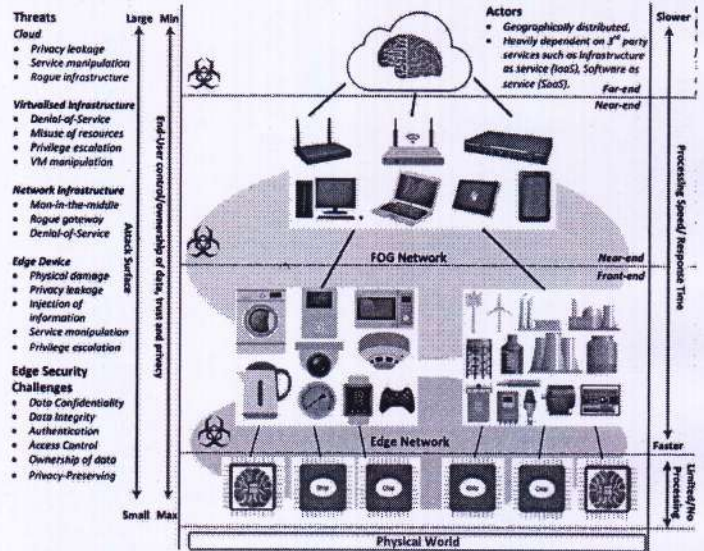 Threats
Cloud
• Privacy leakage
• Service manipulation
• Rogue infrastructure
Virtualised Infrastructure
• Denial-of-Service
• Misuse of resources
• Privilege escalation
• VM manipulation
Network Infrastructure
• Man-in-the-middle
• Rogue gateway
• Denial-of-Service
Edge Device
• Physical damage
• Privacy leakage
• Injection of
information
• Service manipulation
• Privilege escalation
Edge Security
Challenges
• Data Confidentiality
• Data Integrity
• Authentication
• Access Control
• Ownership of data
• Privacy-Preserving
Large
Attack Surface
Small
Min
End-User control/ownership of data, trust and privacy
Max
Actors
• Geographically distributed.
• Heavily dependent on 3rd party
services such as Infrastructure
as service (IaaS), Software as
service (SaaS).
Far-end
Near-end
FOG Network
Near-end
Front-end
Edge Network
Chip
Chip
Chip
Chip
Physical World
Slower
Processing Speed/ Response Time
Faster
Limited/No
Processing